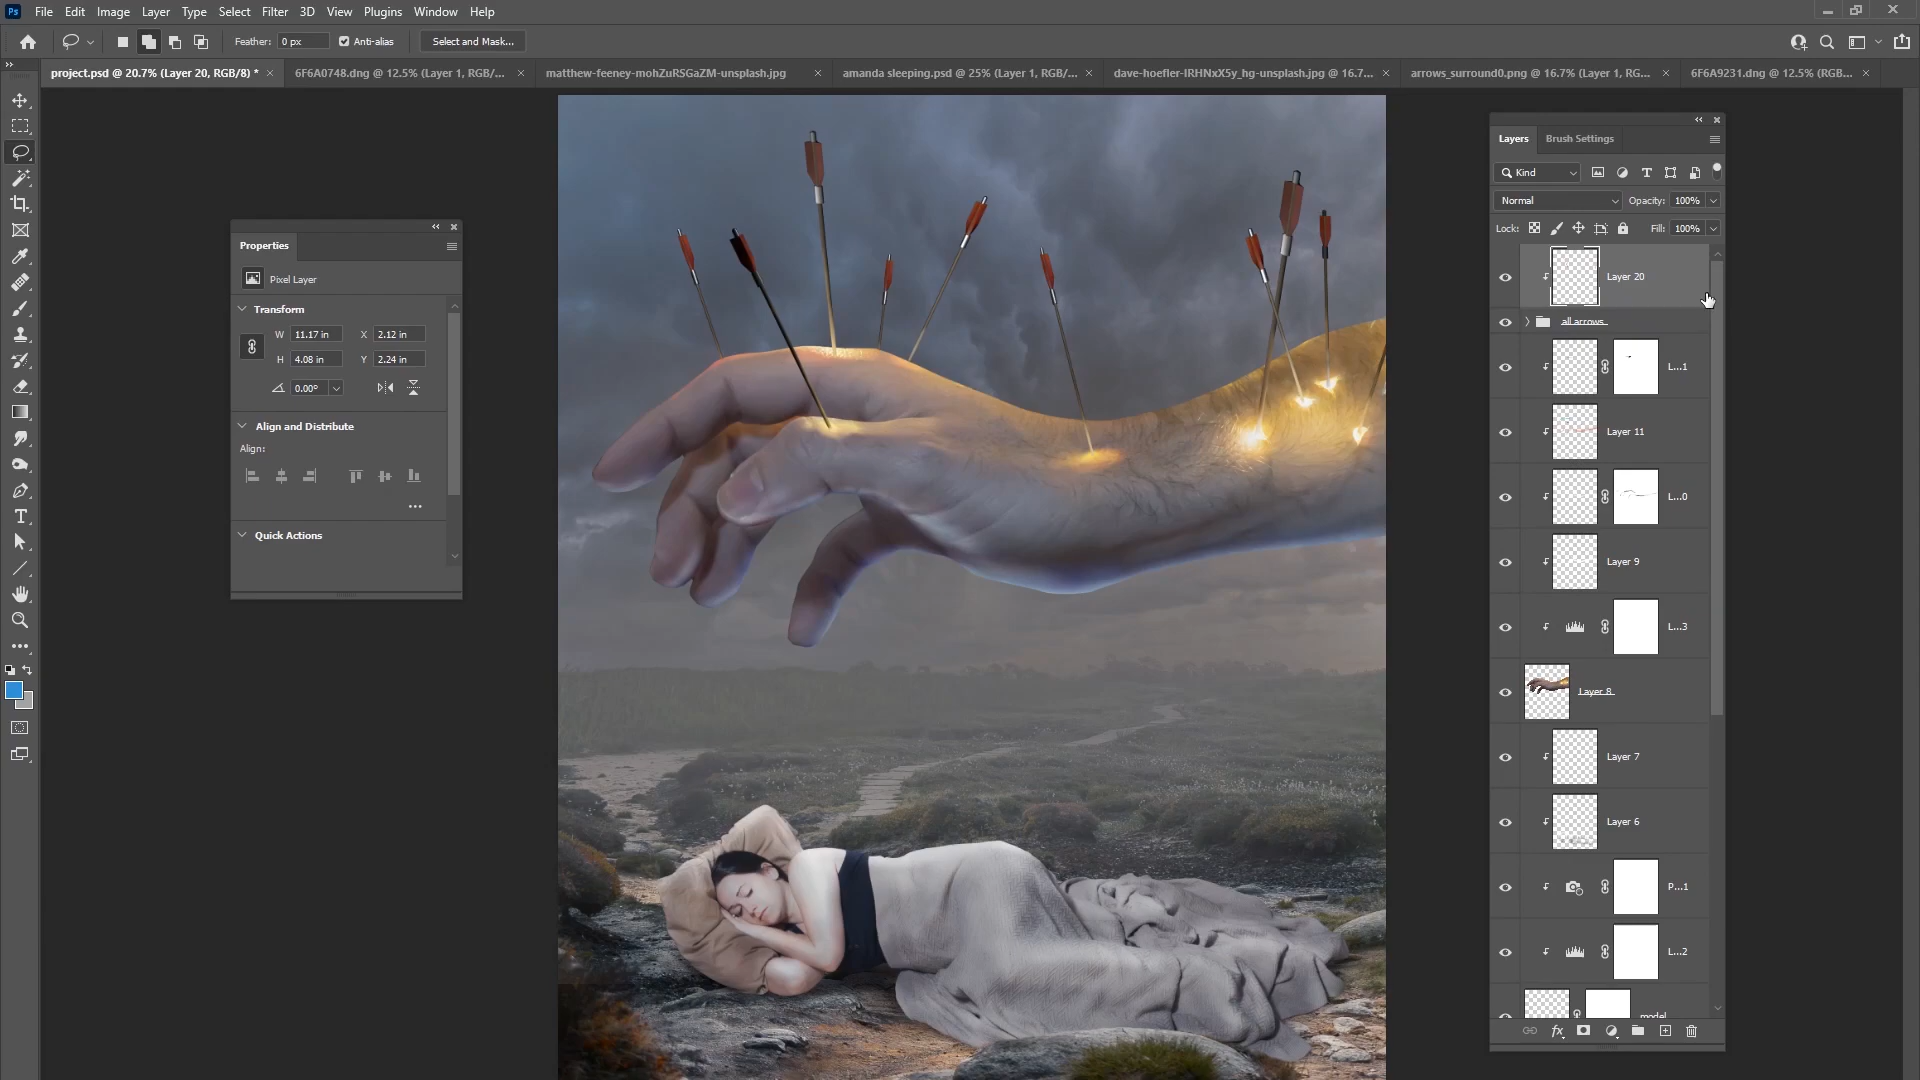 Ps File Edit Image Layer Type Select Filter 3D View Plugins Window Help
Feather: 0 px Anti-alias Select and Mask...
project.psd @ 20.7% (Layer 20, RGB/8) * 6F6A0748.dng @ 12.5% (Layer 1, RGB/... matthew-feeney-mohZuRSGaZM-unsplash.jpg amanda sleeping.psd @ 25% (Layer 1, RGB/... dave-hoefler-IRHNxX5y_hg-unsplash.jpg @ 16.7... arrows_surround0.png @ 16.7% (Layer 1, RG... 6F6A9231.dng @ 12.5% (RGB...
Properties
Pixel Layer
Transform
W 11.17 in X 2.12 in
H 4.08 in Y 2.24 in
0.00°
Align and Distribute
Align:
Quick Actions
Layers Brush Settings
Kind
Normal Opacity: 100%
Lock: Fill: 100%
Layer 20
all arrows
L...1
Layer 11
L...0
Layer 9
L...3
Layer 8
Layer 7
Layer 6
P...1
L...2
model
fx